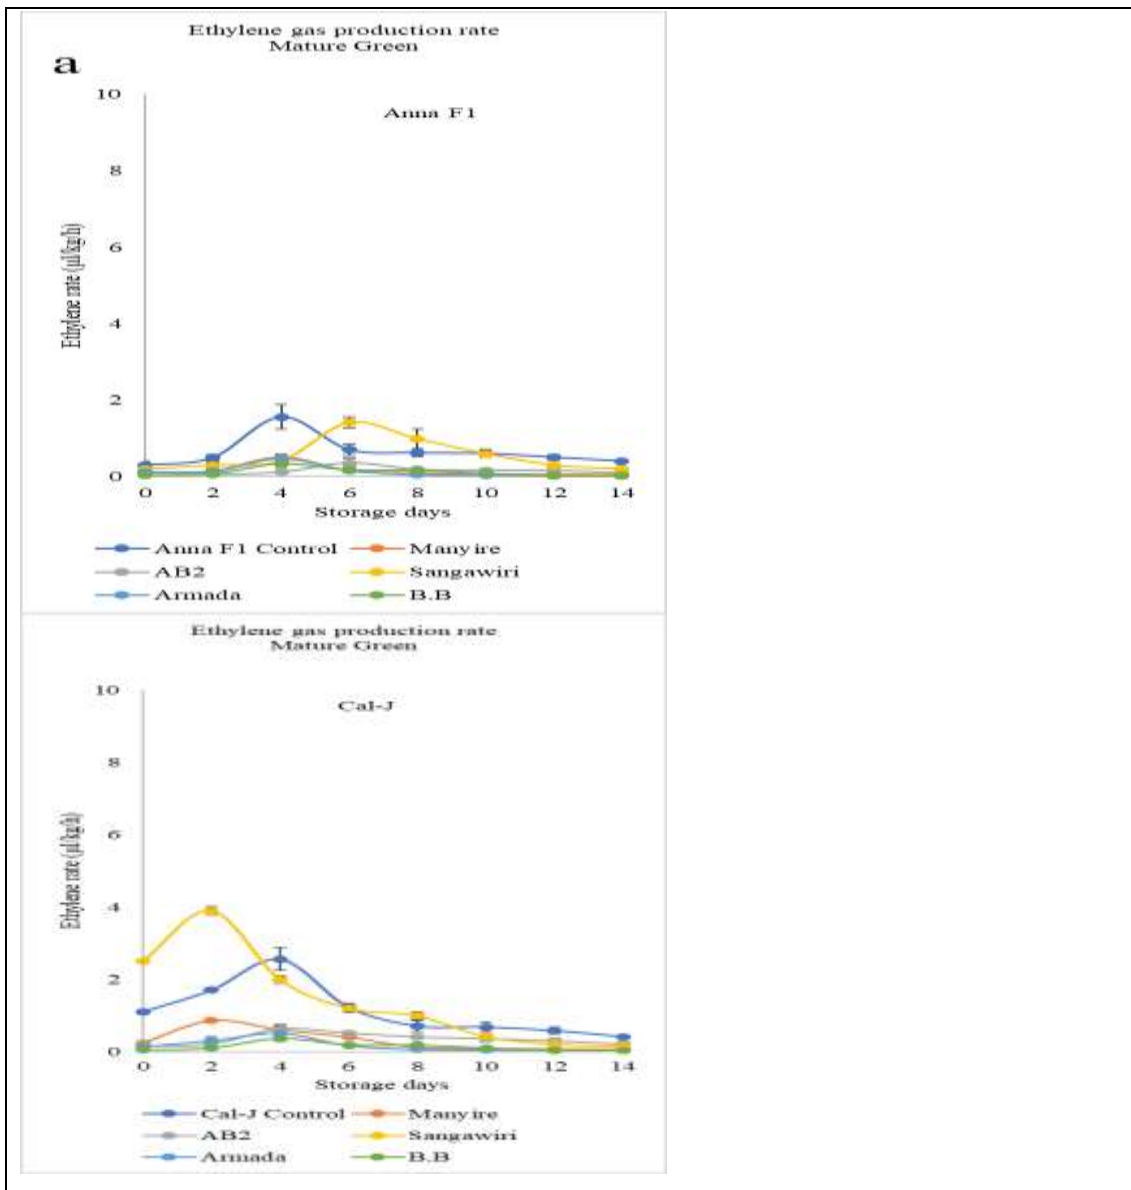 Ethylene gas production rate
Mature Green
a
Anna F1
10
8
6
4
2
0
Ethylene rate (µl/kg/h)
0 2 4 6 8 10 12 14
Storage days
Anna F1 Control Manyire
AB2 Sangawiri
Armada B.B
Ethylene gas production rate
Mature Green
Cal-J
10
8
6
4
2
0
Ethylene rate (µl/kg/h)
0 2 4 6 8 10 12 14
Storage days
Cal-J Control Manyire
AB2 Sangawiri
Armada B.B